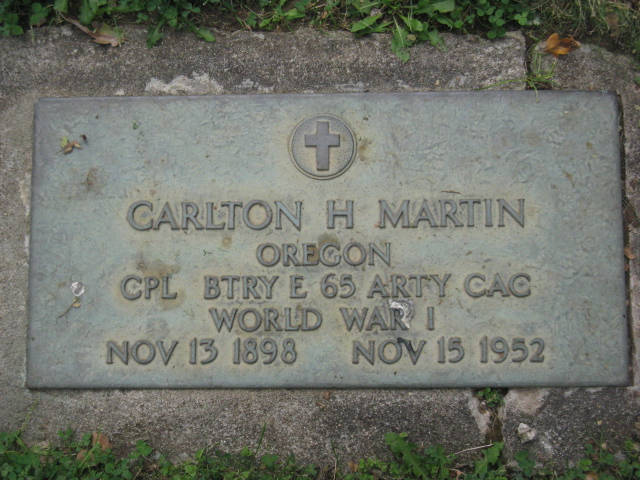 CARLTON H MARTIN
OREGON
CPL BTRY E 65 ARTY CAC
WORLD WAR I
NOV 13 1898 NOV 15 1952